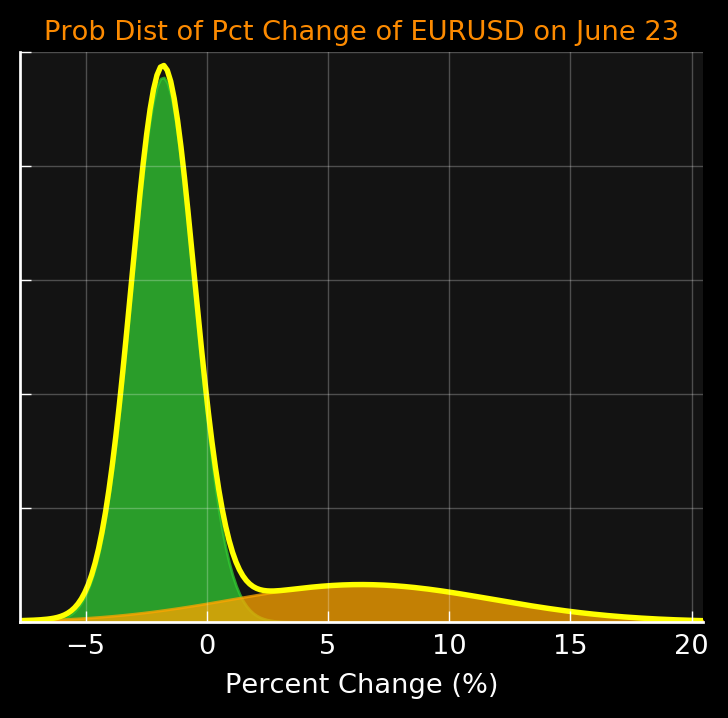 Prob Dist of Pct Change of EURUSD on June 23
−5 0 5 10 15 20
Percent Change (%)